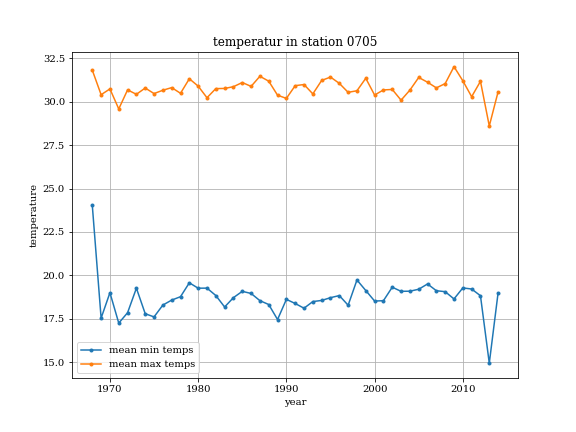 temperatur in station 0705
32.5
30.0
27.5
25.0
22.5
20.0
17.5
15.0
temperature
mean min temps
mean max temps
1970
1980
1990
2000
2010
year